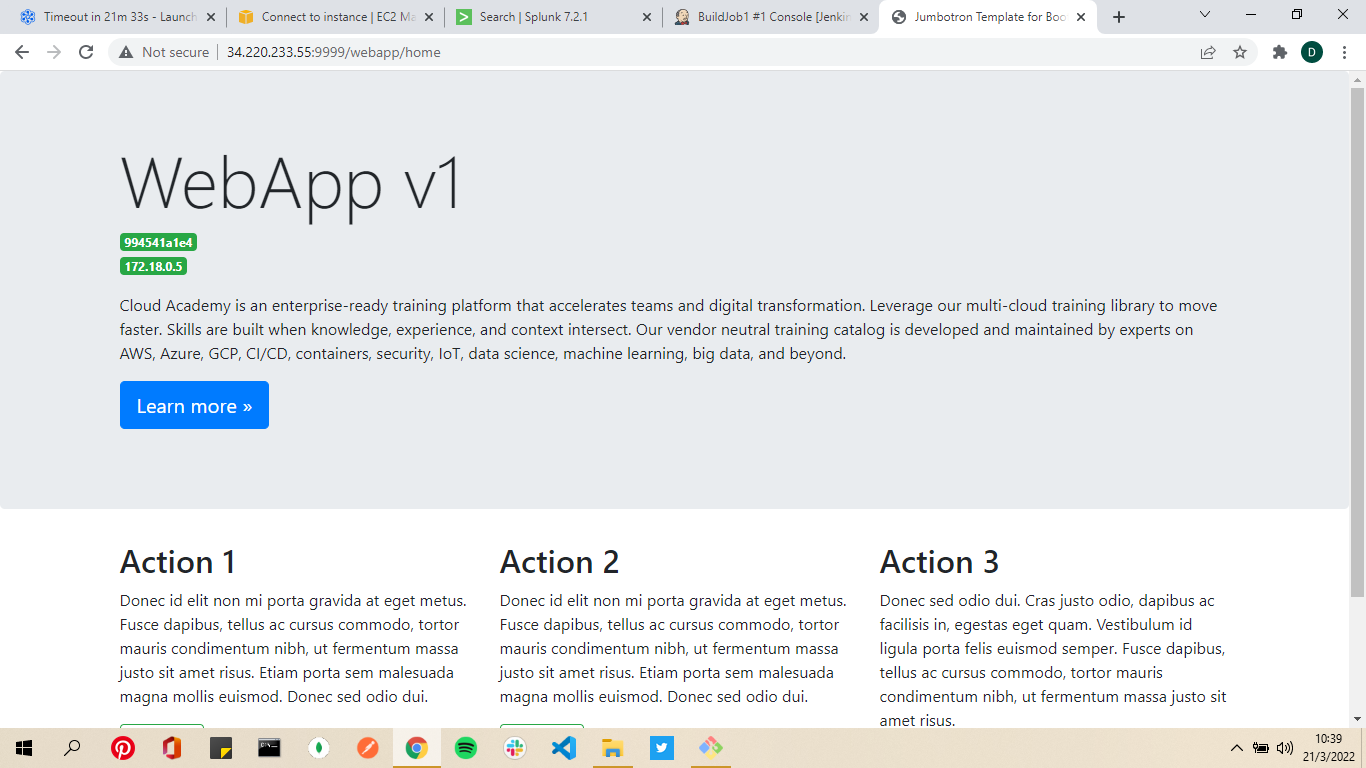 Timeout in 21m 33s - Launch
Connect to instance | EC2 Ma
Search | Splunk 7.2.1
BuildJob1 #1 Console [Jenkin
Jumbotron Template for Boo
Not secure
34.220.233.55:9999/webapp/home
D
WebApp v1
994541a1e4
172.18.0.5
Cloud Academy is an enterprise-ready training platform that accelerates teams and digital transformation. Leverage our multi-cloud training library to move
faster. Skills are built when knowledge, experience, and context intersect. Our vendor neutral training catalog is developed and maintained by experts on
AWS, Azure, GCP, CI/CD, containers, security, IoT, data science, machine learning, big data, and beyond.
Learn more »
Action 1
Donec id elit non mi porta gravida at eget metus.
Fusce dapibus, tellus ac cursus commodo, tortor
mauris condimentum nibh, ut fermentum massa
justo sit amet risus. Etiam porta sem malesuada
magna mollis euismod. Donec sed odio dui.
Action 2
Donec id elit non mi porta gravida at eget metus.
Fusce dapibus, tellus ac cursus commodo, tortor
mauris condimentum nibh, ut fermentum massa
justo sit amet risus. Etiam porta sem malesuada
magna mollis euismod. Donec sed odio dui.
Action 3
Donec sed odio dui. Cras justo odio, dapibus ac
facilisis in, egestas eget quam. Vestibulum id
ligula porta felis euismod semper. Fusce dapibus,
tellus ac cursus commodo, tortor mauris
condimentum nibh, ut fermentum massa justo sit
amet risus.
10:39
21/3/2022